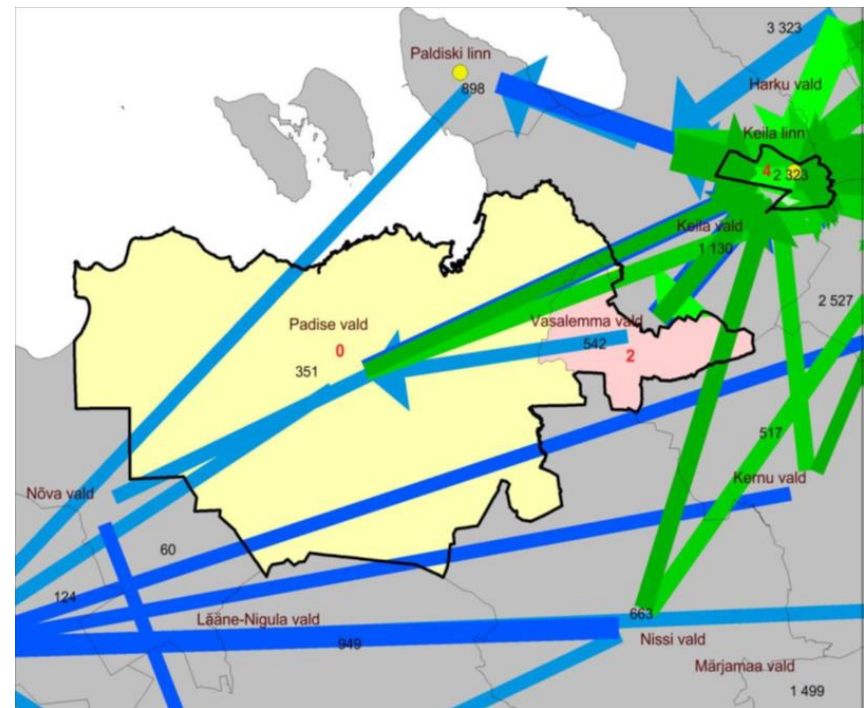 3 323
Paldiski linn
898
Harku vald
Keila linn
4
2 323
Keila vald
1 130
2 527
Padise vald
0
351
Vasalemma vald
542
2
517
Kernu vald
Nõva vald
60
124
Lääne-Nigula vald
949
663
Nissi vald
Märjamaa vald
1 499